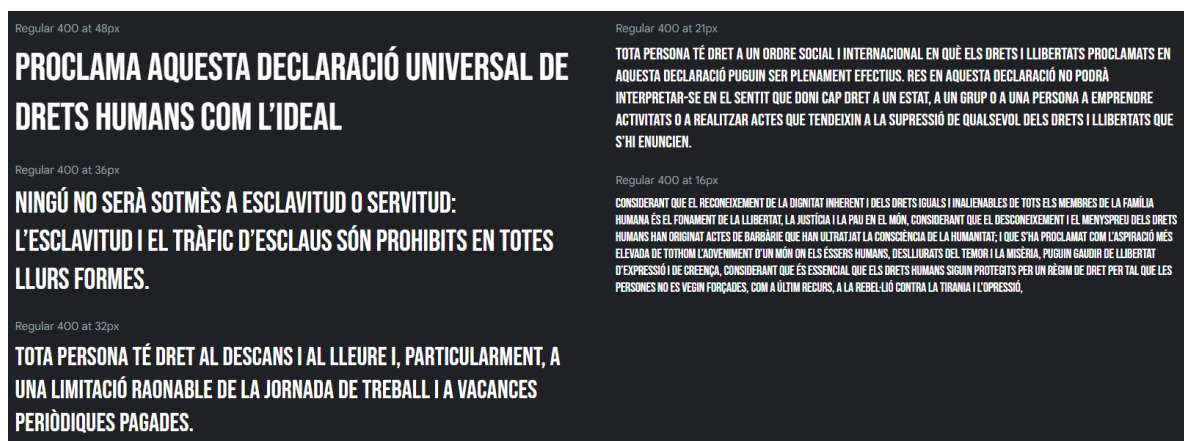 Regular 400 at 48px
PROCLAMA AQUESTA DECLARACIÓ UNIVERSAL DE
DRETS HUMANS COM L’IDEAL
Regular 400 at 36px
NINGÚ NO SERÀ SOTMÈS A ESCLAVITUD O SERVITUD:
L’ESCLAVITUD I EL TRÀFIC D’ESCLAUS SÓN PROHIBITS EN TOTES
LLURS FORMES.
Regular 400 at 32px
TOTA PERSONA TÉ DRET AL DESCANS I AL LLEURE I, PARTICULARMENT, A
UNA LIMITACIÓ RAONABLE DE LA JORNADA DE TREBALL I A VACANCES
PERIÒDIQUES PAGADES.
Regular 400 at 21px
TOTA PERSONA TÉ DRET A UN ORDRE SOCIAL I INTERNACIONAL EN QUÈ ELS DRETS I LLIBERTATS PROCLAMATS EN
AQUESTA DECLARACIÓ PUGUIN SER PLENAMENT EFECTIUS. RES EN AQUESTA DECLARACIÓ NO PODRÀ
INTERPRETAR-SE EN EL SENTIT QUE DONI CAP DRET A UN ESTAT, A UN GRUP O A UNA PERSONA A EMPRENDRE
ACTIVITATS O A REALITZAR ACTES QUE TENDEIXIN A LA SUPRESSIÓ DE QUALSEVOL DELS DRETS I LLIBERTATS QUE
S’HI ENUNCIEN.
Regular 400 at 16px
CONSIDERANT QUE EL RECONEIXEMENT DE LA DIGNITAT INHERENT I DELS DRETS IGUALS I INALIENABLES DE TOTS ELS MEMBRES DE LA FAMÍLIA
HUMANA ÉS EL FONAMENT DE LA LLIBERTAT, LA JUSTÍCIA I LA PAU EN EL MÓN, CONSIDERANT QUE EL DESCONEIXEMENT I EL MENYSPREU DELS DRETS
HUMANS HAN ORIGINAT ACTES DE BARBÀRIE QUE HAN ULTRATJAT LA CONSCIÈNCIA DE LA HUMANITAT; I QUE S’HA PROCLAMAT COM L’ASPIRACIÓ MÉS
ELEVADA DE TOTHOM L’ADVENIMENT D’UN MÓN ON ELS ÉSSERS HUMANS, DESLLIURATS DEL TEMOR I LA MISÈRIA, PUGUIN GAUDIR DE LLIBERTAT
D’EXPRESSIÓ I DE CREENÇA, CONSIDERANT QUE ÉS ESSENCIAL QUE ELS DRETS HUMANS SIGUIN PROTEGITS PER UN RÈGIM DE DRET PER TAL QUE LES
PERSONES NO ES VEGIN FORÇADES, COM A ÚLTIM RECURS, A LA REBEL·LIÓ CONTRA LA TIRANIA I L’OPRESSIÓ,